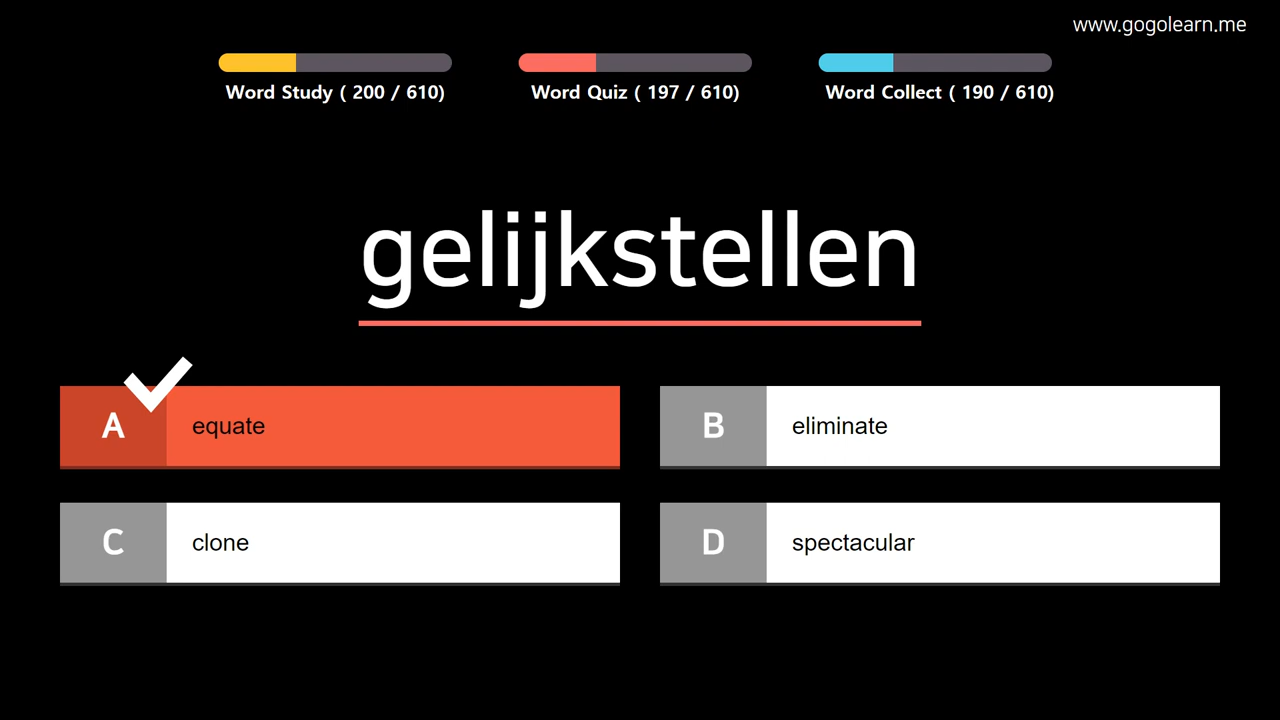 www.gogolearn.me
Word Study ( 200 / 610)
Word Quiz ( 197 / 610)
Word Collect ( 190 / 610)
gelijkstellen
A equate
B eliminate
C clone
D spectacular